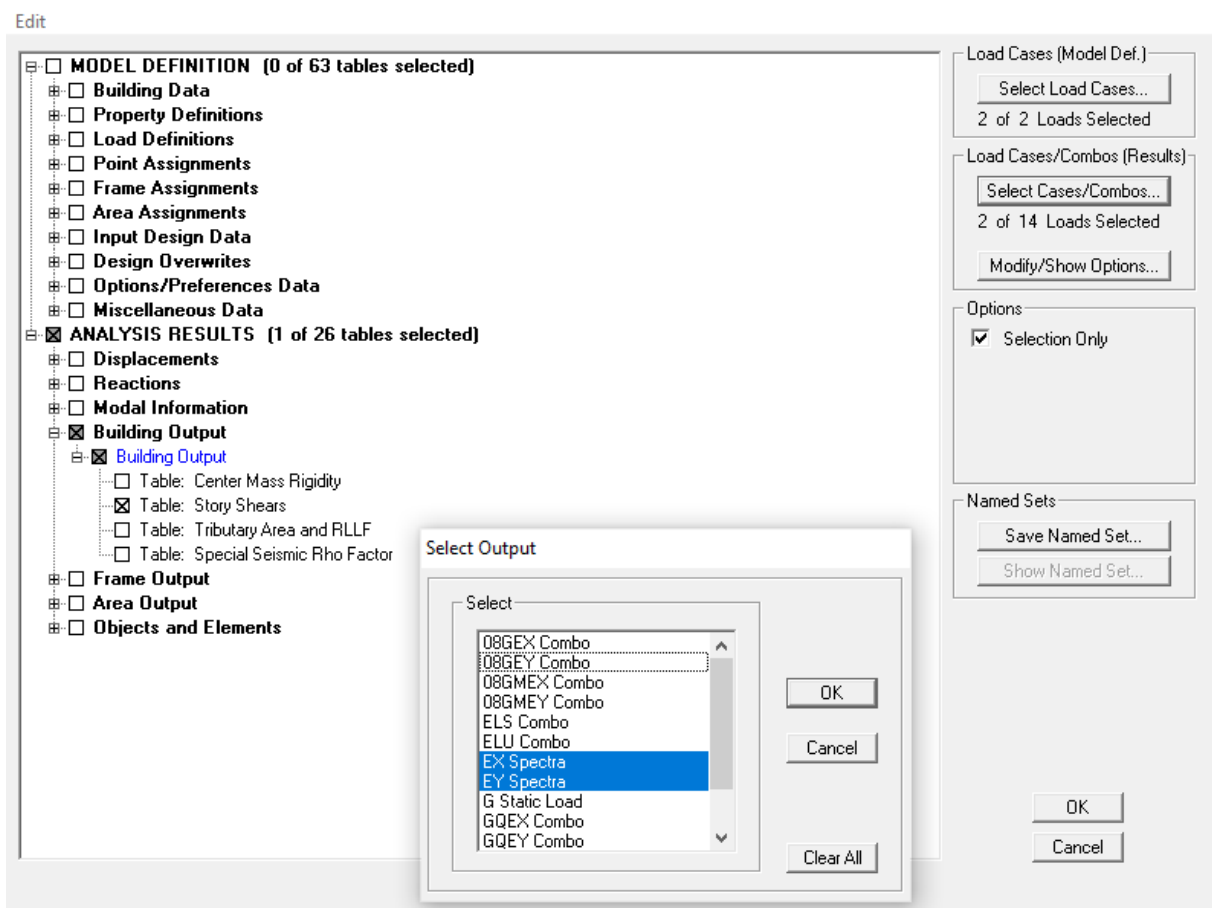 Edit
MODEL DEFINITION (0 of 63 tables selected)
Building Data
Property Definitions
Load Definitions
Point Assignments
Frame Assignments
Area Assignments
Input Design Data
Design Overwrites
Options/Preferences Data
Miscellaneous Data
ANALYSIS RESULTS (1 of 26 tables selected)
Displacements
Reactions
Modal Information
Building Output
Building Output
Table: Center Mass Rigidity
Table: Story Shears
Table: Tributary Area and RLLF
Table: Special Seismic Rho Factor
Frame Output
Area Output
Objects and Elements
Load Cases (Model Def.)
Select Load Cases...
2 of 2 Loads Selected
Load Cases/Combos (Results)
Select Cases/Combos...
2 of 14 Loads Selected
Modify/Show Options...
Options
Selection Only
Named Sets
Save Named Set...
Show Named Set...
OK
Cancel
Select Output
Select
08GEX Combo
08GEY Combo
08GMEX Combo
08GMEY Combo
ELS Combo
ELU Combo
EX Spectra
EY Spectra
G Static Load
GQEX Combo
GQEY Combo
OK
Cancel
Clear All